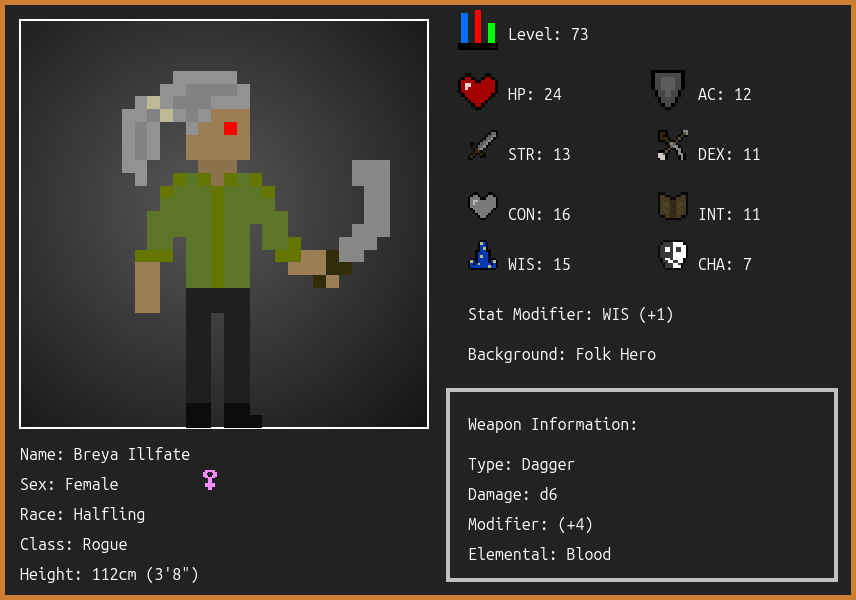 Level: 73
HP: 24
AC: 12
STR: 13
DEX: 11
CON: 16
INT: 11
WIS: 15
CHA: 7
Stat Modifier: WIS (+1)
Background: Folk Hero
Weapon Information:
Type: Dagger
Damage: d6
Modifier: (+4)
Elemental: Blood
Name: Breya Illfate
Sex: Female
Race: Halfling
Class: Rogue
Height: 112cm (3'8")